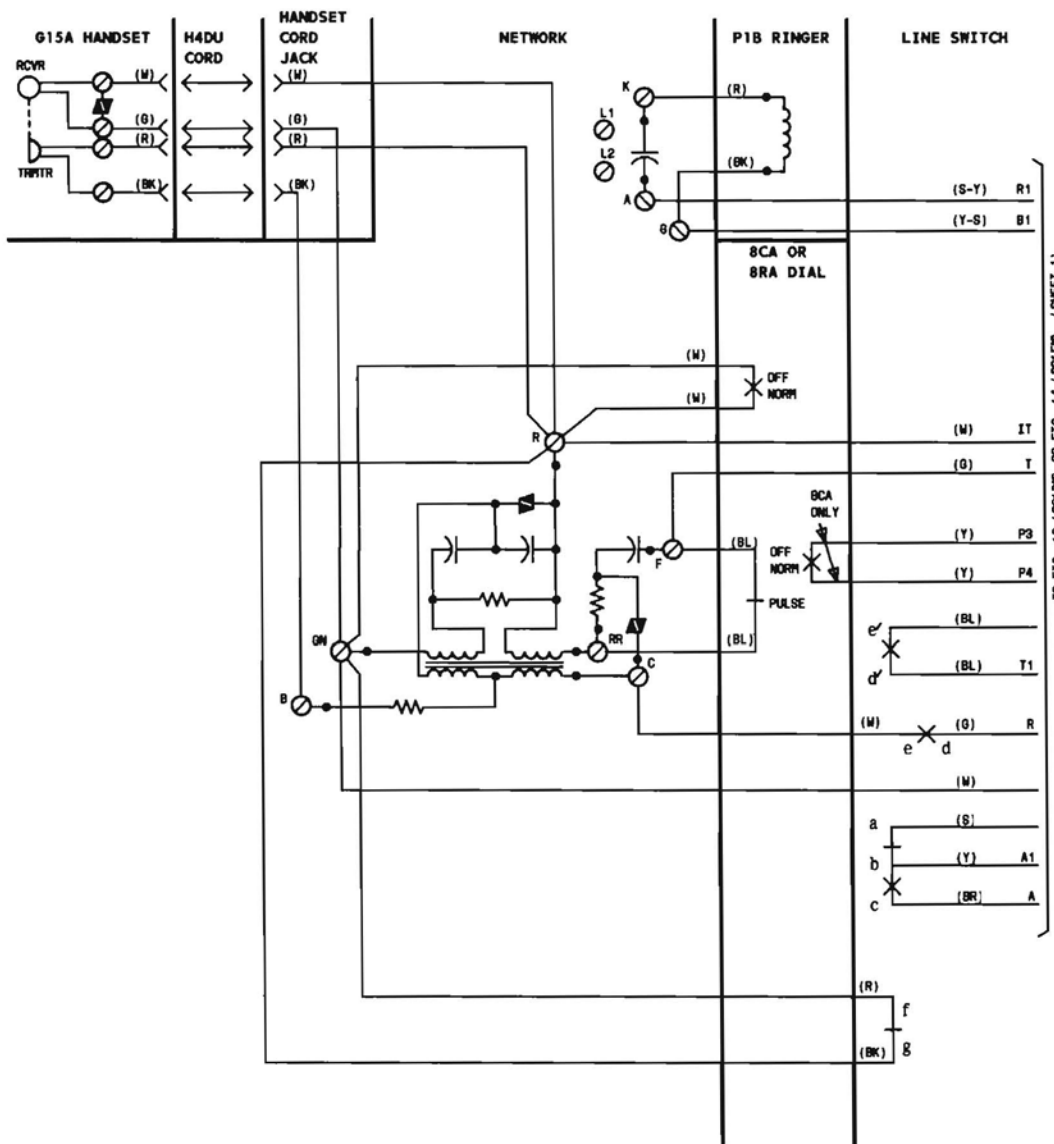 G15A HANDSET
H4DU
CORD
HANDSET
CORD
JACK
NETWORK
P1B RINGER
LINE SWITCH
RCVR
(W)
(W)
(G)
(G)
(R)
(R)
TRMTR
(BK)
(BK)
K
(R)
L1
L2
(BK)
A
(S-Y) R1
G
(Y-S) B1
8CA OR
8RA DIAL
(W)
OFF
NORM
(W)
R
(W) IT
(G) T
8CA
ONLY
(Y) P3
F
(BL)
OFF
NORM
(Y) P4
PULSE
(BL)
e'
GN
RR
(BL)
C
(BL) T1
d'
B
(W)
(G) R
e d
(W)
a
(S)
b
(Y) A1
c
(BR) A
(R)
f
(BK)
g